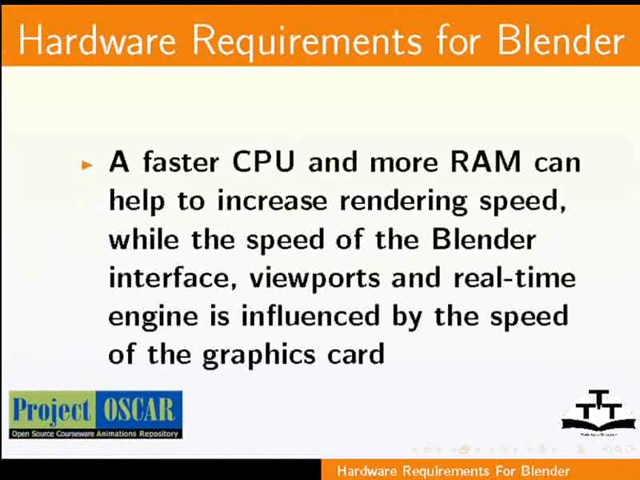 Hardware Requirements for Blender
A faster CPU and more RAM can
help to increase rendering speed,
while the speed of the Blender
interface, viewports and real-time
engine is influenced by the speed
of the graphics card
Project OSCAR
Open Source Courseware Animations Repository
TTT
Hardware Requirements For Blender